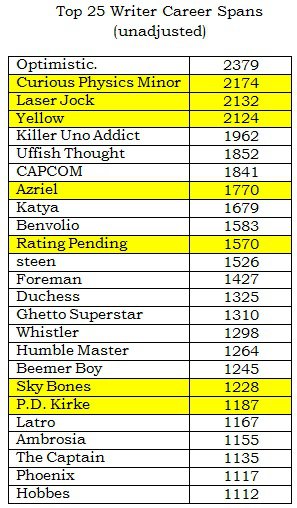 Top 25 Writer Career Spans
(unadjusted)
Optimistic. 2379
Curious Physics Minor 2174
Laser Jock 2132
Yellow 2124
Killer Uno Addict 1962
Uffish Thought 1852
CAPCOM 1841
Azriel 1770
Katya 1679
Benvolio 1583
Rating Pending 1570
steen 1526
Foreman 1427
Duchess 1325
Ghetto Superstar 1310
Whistler 1298
Humble Master 1264
Beemer Boy 1245
Sky Bones 1228
P.D. Kirke 1187
Latro 1167
Ambrosia 1155
The Captain 1135
Phoenix 1117
Hobbes 1112